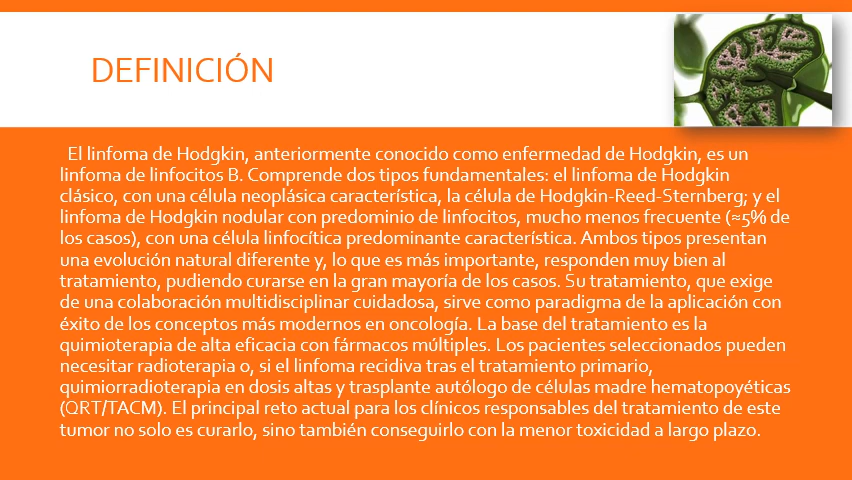 DEFINICIÓN
El linfoma de Hodgkin, anteriormente conocido como enfermedad de Hodgkin, es un
linfoma de linfocitos B. Comprende dos tipos fundamentales: el linfoma de Hodgkin
clásico, con una célula neoplásica característica, la célula de Hodgkin-Reed-Sternberg; y el
linfoma de Hodgkin nodular con predominio de linfocitos, mucho menos frecuente (≈5% de
los casos), con una célula linfocítica predominante característica. Ambos tipos presentan
una evolución natural diferente y, lo que es más importante, responden muy bien al
tratamiento, pudiendo curarse en la gran mayoría de los casos. Su tratamiento, que exige
de una colaboración multidisciplinar cuidadosa, sirve como paradigma de la aplicación con
éxito de los conceptos más modernos en oncología. La base del tratamiento es la
quimioterapia de alta eficacia con fármacos múltiples. Los pacientes seleccionados pueden
necesitar radioterapia o, si el linfoma recidiva tras el tratamiento primario,
quimiorradioterapia en dosis altas y trasplante autólogo de células madre hematopoyéticas
(QRT/TACM). El principal reto actual para los clínicos responsables del tratamiento de este
tumor no solo es curarlo, sino también conseguirlo con la menor toxicidad a largo plazo.